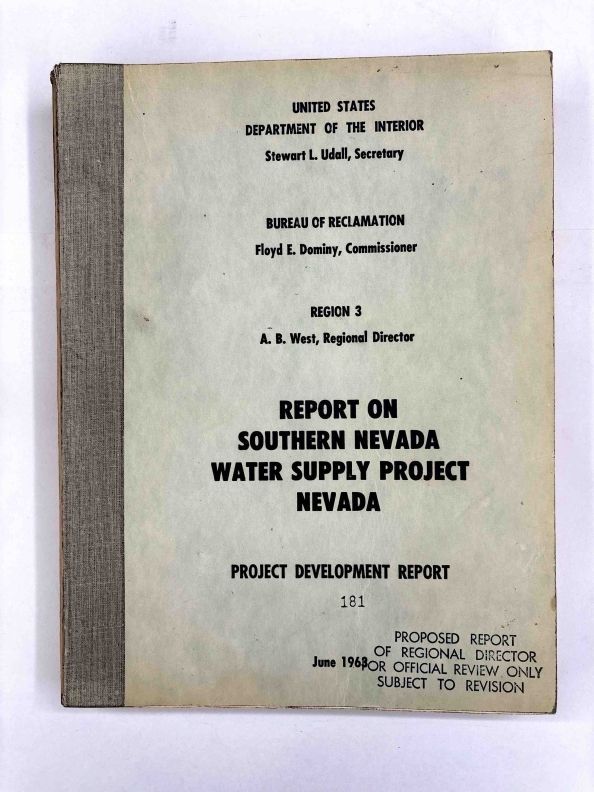 UNITED STATES
DEPARTMENT OF THE INTERIOR
Stewart L. Udall, Secretary
BUREAU OF RECLAMATION
Floyd E. Dominy, Commissioner
REGION 3
A. B. West, Regional Director
REPORT ON
SOUTHERN NEVADA
WATER SUPPLY PROJECT
NEVADA
PROJECT DEVELOPMENT REPORT
181
June 1963
PROPOSED REPORT
OF REGIONAL DIRECTOR
FOR OFFICIAL REVIEW ONLY
SUBJECT TO REVISION